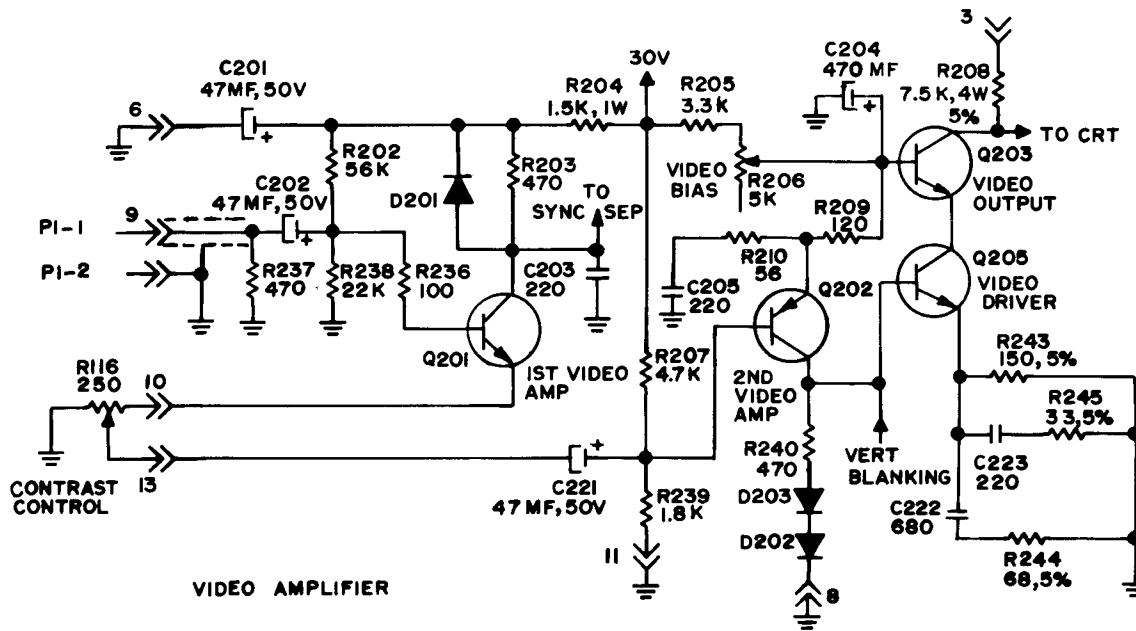 3
C204
470 MF
+
R208
7.5K, 4W
5%
TO CRT
30V
C201
47MF, 50V
6
+
R204
1.5K, 1W
R205
3.3K
R202
56K
R203
470
D201
TO
SYNC SEP
VIDEO
BIAS
R206
5K
Q203
VIDEO
OUTPUT
C202
47MF, 50V
P1-1
9
+
R209
120
P1-2
R237
470
R238
22K
R236
100
C203
220
R210
56
C205
220
Q202
Q205
VIDEO
DRIVER
Q201
1ST VIDEO
AMP
R207
4.7K
2ND
VIDEO
AMP
R243
150, 5%
R116
250
10
R245
33,5%
13
+
C221
47MF, 50V
R240
470
VERT
BLANKING
C223
220
CONTRAST
CONTROL
R239
1.8K
D203
C222
680
D202
11
R244
68,5%
8
VIDEO AMPLIFIER